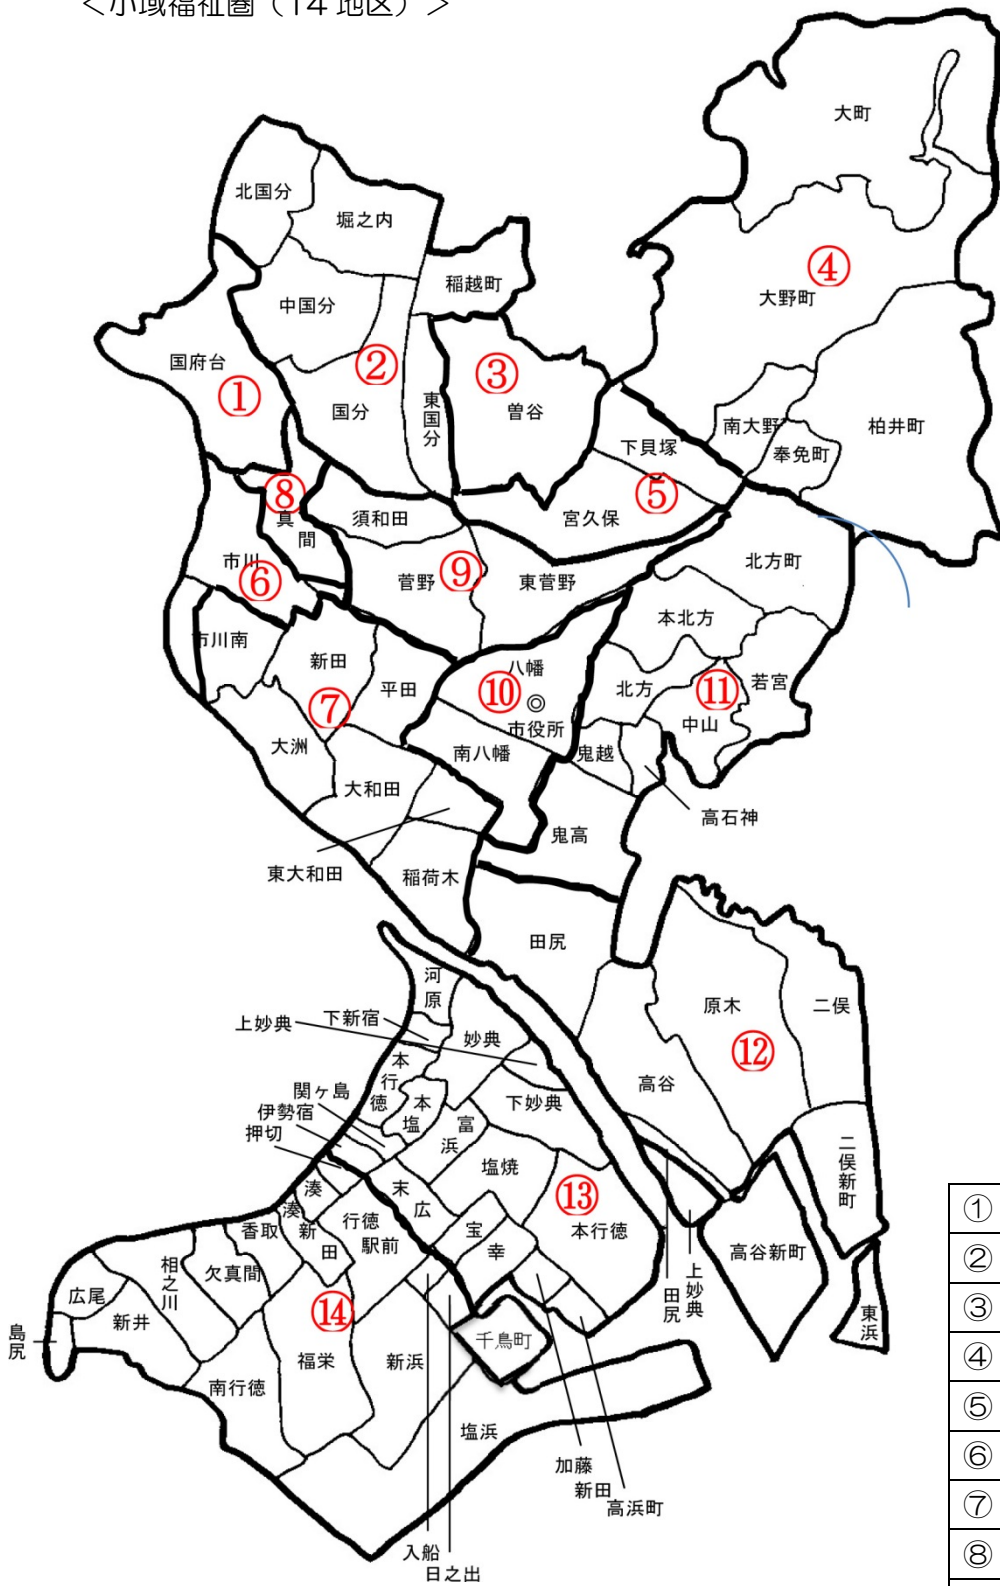 ＜小域福祉圏（14地区）＞
大町
北国分
堀之内
④
稲越町
大野町
中国分
②
国府台
③
①
国分
東国分
曽谷
南大野
柏井町
下貝塚
奉免町
⑧
⑤
真間
須和田
宮久保
市川
⑥
菅野
⑨
東菅野
北方町
本北方
市川南
新田
八幡
⑪
若宮
平田
⑩
北方
⑦
◎
市役所
中山
大洲
南八幡
鬼越
大和田
高石神
鬼高
東大和田
稲荷木
田尻
河原
原木
二俣
上妙典
下新宿
妙典
⑫
本行徳
高谷
関ヶ島
本塩
下妙典
伊勢宿
富浜
押切
塩焼
二俣新町
湊
末広
⑬
湊新田
香取
行徳駅前
宝
幸
本行徳
高谷新町
相之川
欠真間
田尻
上妙典
広尾
新井
⑭
東浜
島尻
千鳥町
福栄
新浜
南行徳
塩浜
加藤新田
高浜町
入船
日之出
①
②
③
④
⑤
⑥
⑦
⑧